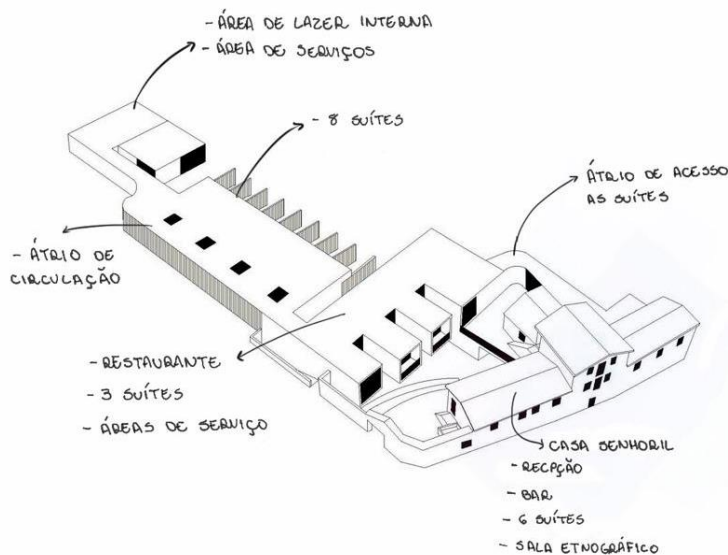 - ÁREA DE LAZER INTERNA
- ÁREA DE SERVIÇOS
- 8 SUÍTES
ÁTRIO DE ACESSO
AS SUÍTES
- ÁTRIO DE
CIRCULAÇÃO
- RESTAURANTE
- 3 SUÍTES
- ÁREAS DE SERVIÇO
CASA SENHORIL
- RECPÇÃO
- BAR
- 6 SUÍTES
- SALA ETNOGRÁFICO